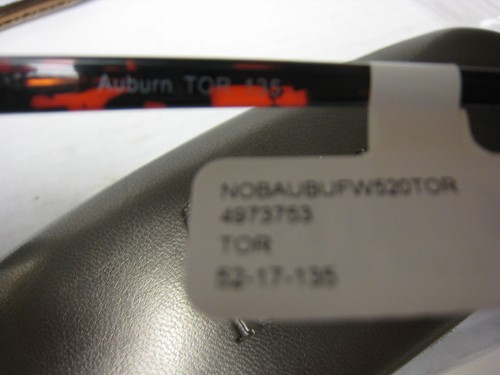 Auburn TOR 135
NOBAUBUFW520TOR
4973753
TOR
52-17-135